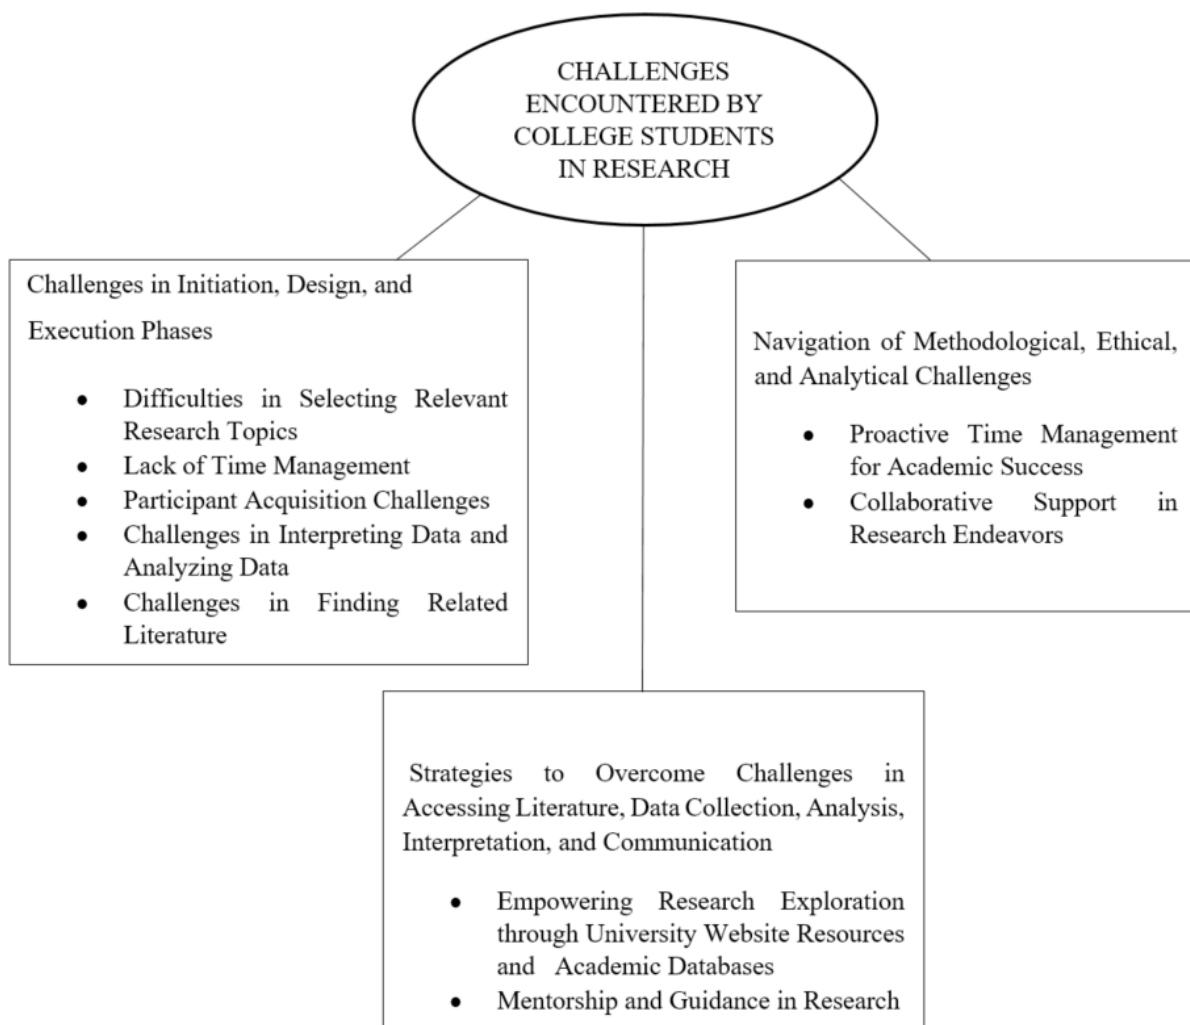 CHALLENGES
ENCOUNTERED BY
COLLEGE STUDENTS
IN RESEARCH
Challenges in Initiation, Design, and
Execution Phases
● Difficulties in Selecting Relevant
Research Topics
● Lack of Time Management
● Participant Acquisition Challenges
● Challenges in Interpreting Data and
Analyzing Data
● Challenges in Finding Related
Literature
Navigation of Methodological, Ethical,
and Analytical Challenges
● Proactive Time Management
for Academic Success
● Collaborative Support in
Research Endeavors
Strategies to Overcome Challenges in
Accessing Literature, Data Collection, Analysis,
Interpretation, and Communication
● Empowering Research Exploration
through University Website Resources
and Academic Databases
● Mentorship and Guidance in Research